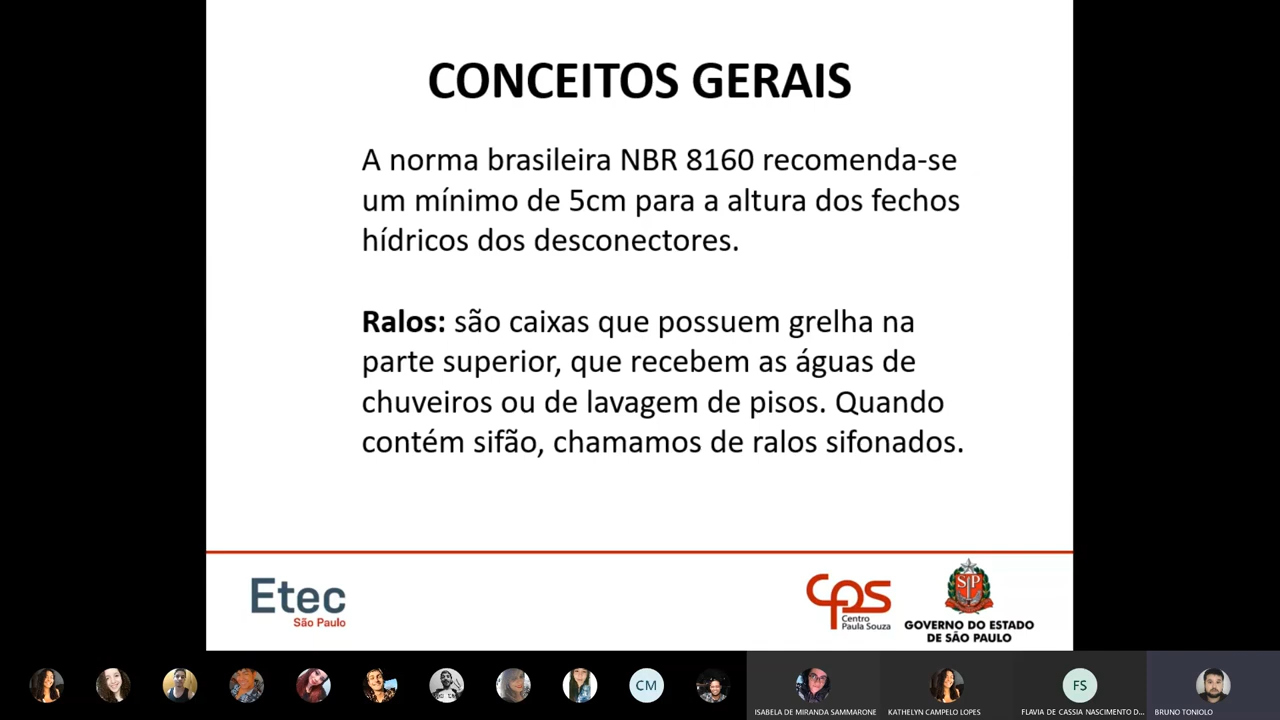 CONCEITOS GERAIS
A norma brasileira NBR 8160 recomenda-se
um mínimo de 5cm para a altura dos fechos
hídricos dos desconectores.
Ralos: são caixas que possuem grelha na
parte superior, que recebem as águas de
chuveiros ou de lavagem de pisos. Quando
contém sifão, chamamos de ralos sifonados.
Etec
São Paulo
CPS
Centro
Paula Souza
SP
GOVERNO DO ESTADO
DE SÃO PAULO
CM
FS
ISABELA DE MIRANDA SAMMARONE
KATHELYN CAMPELO LOPES
FLAVIA DE CASSIA NASCIMENTO D...
BRUNO TONIOLO